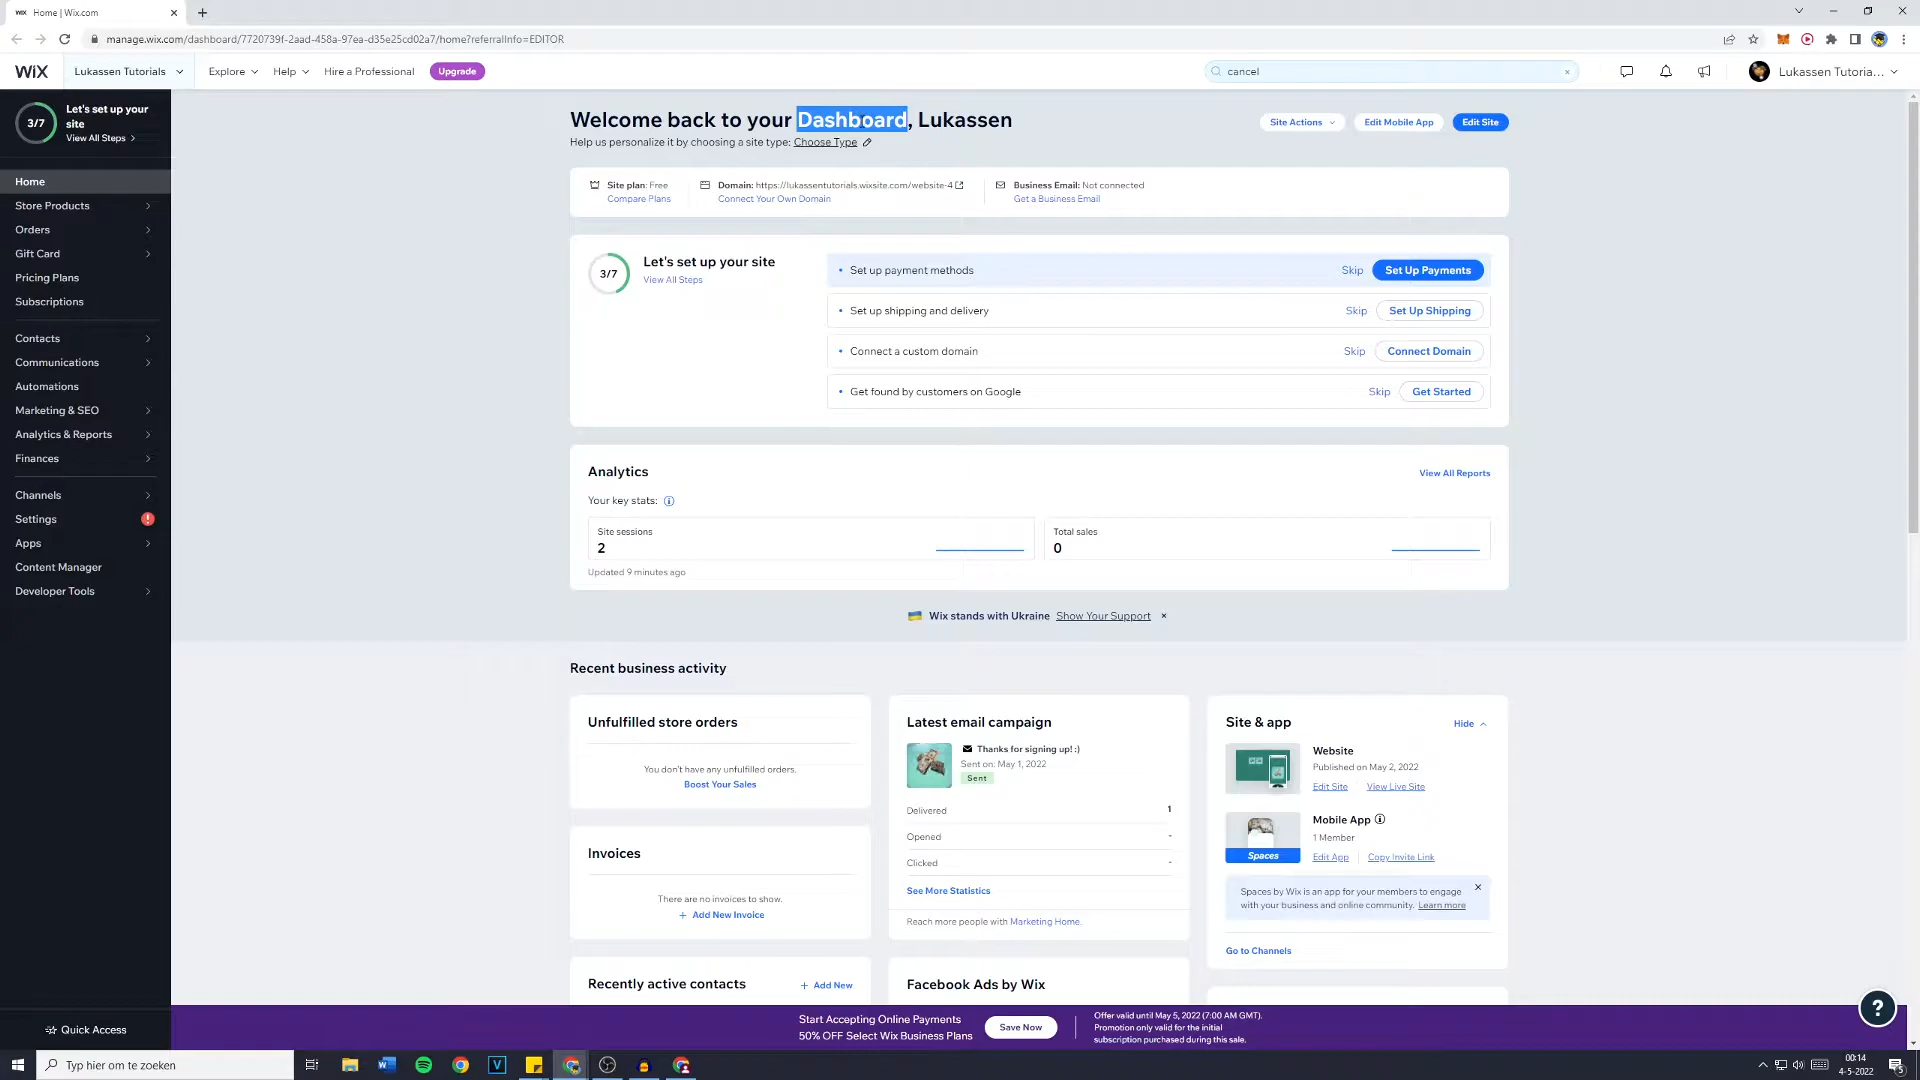 Home | Wix.com
manage.wix.com/dashboard/7720739f-2aad-458a-97ea-d35e25cd02a7/home?referralInfo=EDITOR
WiX
Lukassen Tutorials
Explore
Help
Hire a Professional
Upgrade
cancel
Lukassen Tutoria...
3/7
Let's set up your site
View All Steps
Home
Store Products
Orders
Gift Card
Pricing Plans
Subscriptions
Contacts
Communications
Automations
Marketing & SEO
Analytics & Reports
Finances
Channels
Settings
Apps
Content Manager
Developer Tools
Quick Access
Welcome back to your Dashboard, Lukassen
Help us personalize it by choosing a site type: Choose Type
Site Actions
Edit Mobile App
Edit Site
Site plan: Free
Compare Plans
Domain: https://lukassentutorials.wixsite.com/website-4
Connect Your Own Domain
Business Email: Not connected
Get a Business Email
3/7
Let's set up your site
View All Steps
Set up payment methods
Skip
Set Up Payments
Set up shipping and delivery
Skip
Set Up Shipping
Connect a custom domain
Skip
Connect Domain
Get found by customers on Google
Skip
Get Started
Analytics
View All Reports
Your key stats:
Site sessions
2
Total sales
0
Updated 9 minutes ago
Wix stands with Ukraine Show Your Support
Recent business activity
Unfulfilled store orders
You don't have any unfulfilled orders.
Boost Your Sales
Invoices
There are no invoices to show.
+ Add New Invoice
Recently active contacts
+ Add New
Latest email campaign
Thanks for signing up! :)
Sent on: May 1, 2022
Sent
Delivered 1
Opened -
Clicked -
See More Statistics
Reach more people with Marketing Home.
Facebook Ads by Wix
Site & app
Hide
Website
Published on May 2, 2022
Edit Site
View Live Site
Mobile App
1 Member
Spaces
Edit App
Copy Invite Link
Spaces by Wix is an app for your members to engage
with your business and online community. Learn more
Go to Channels
Start Accepting Online Payments
50% OFF Select Wix Business Plans
Save Now
Offer valid until May 5, 2022 (7:00 AM GMT).
Promotion only valid for the initial
subscription purchased during this sale.
?
Typ hier om te zoeken
00:14
4-5-2022